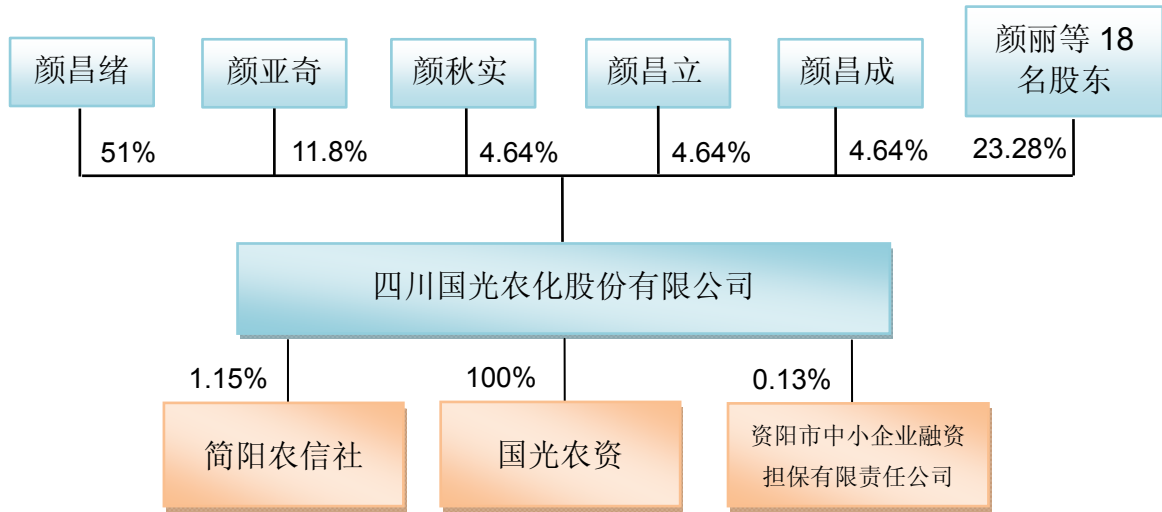 颜昌绪
颜亚奇
颜秋实
颜昌立
颜昌成
颜丽等 18
名股东
51%
11.8%
4.64%
4.64%
4.64%
23.28%
四川国光农化股份有限公司
1.15%
100%
0.13%
简阳农信社
国光农资
资阳市中小企业融资
担保有限责任公司